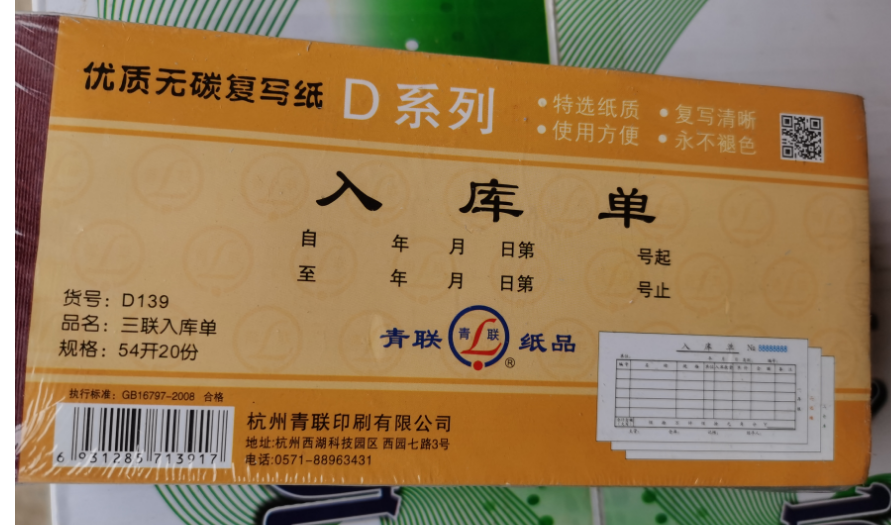 优质无碳复写纸 D系列
•特选纸质 •复写清晰
•使用方便 •永不褪色
入库单
自 年 月 日第 号起
至 年 月 日第 号止
货号：D139
品名：三联入库单
规格：54开20份
青联 青联 ® 纸品
入库单 №
执行标准：GB16797-2008 合格
杭州青联印刷有限公司
地址:杭州西湖科技园区 西园七路3号
电话:0571-88963431
6 931285 713917